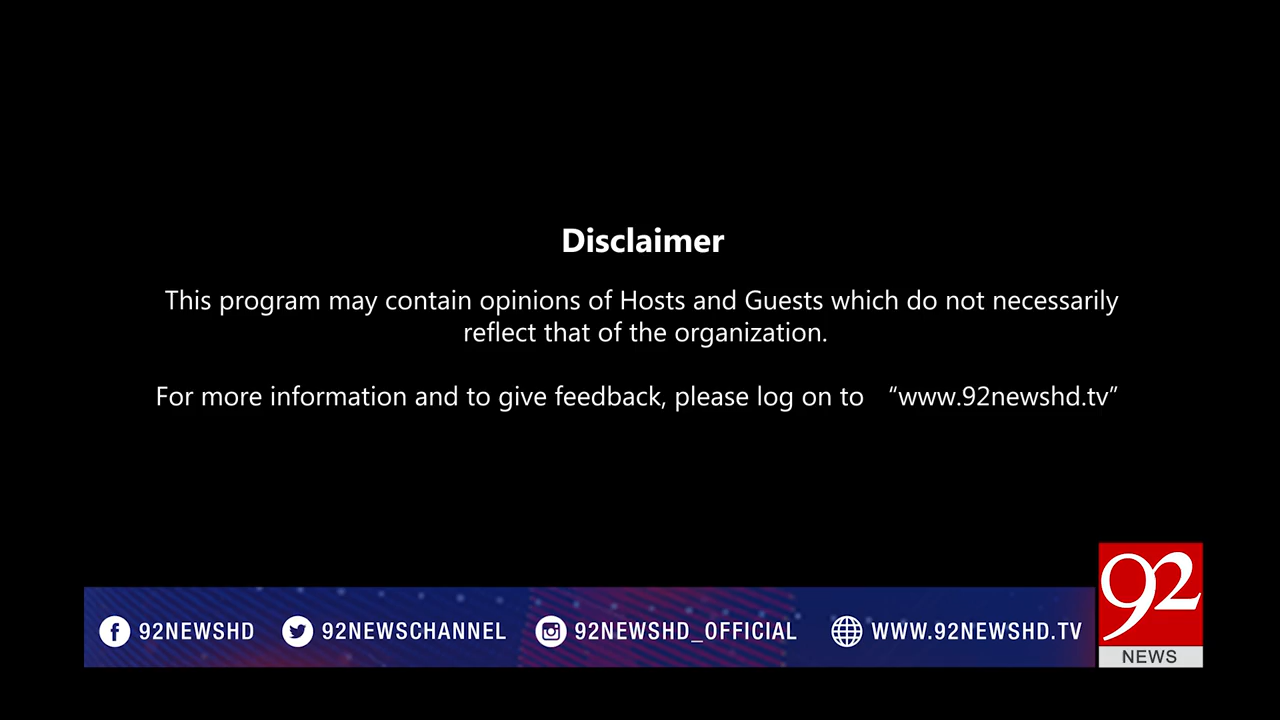 Disclaimer
This program may contain opinions of Hosts and Guests which do not necessarily
reflect that of the organization.
For more information and to give feedback, please log on to “www.92newshd.tv”
92NEWSHD 92NEWSCHANNEL 92NEWSHD_OFFICIAL WWW.92NEWSHD.TV
92
NEWS